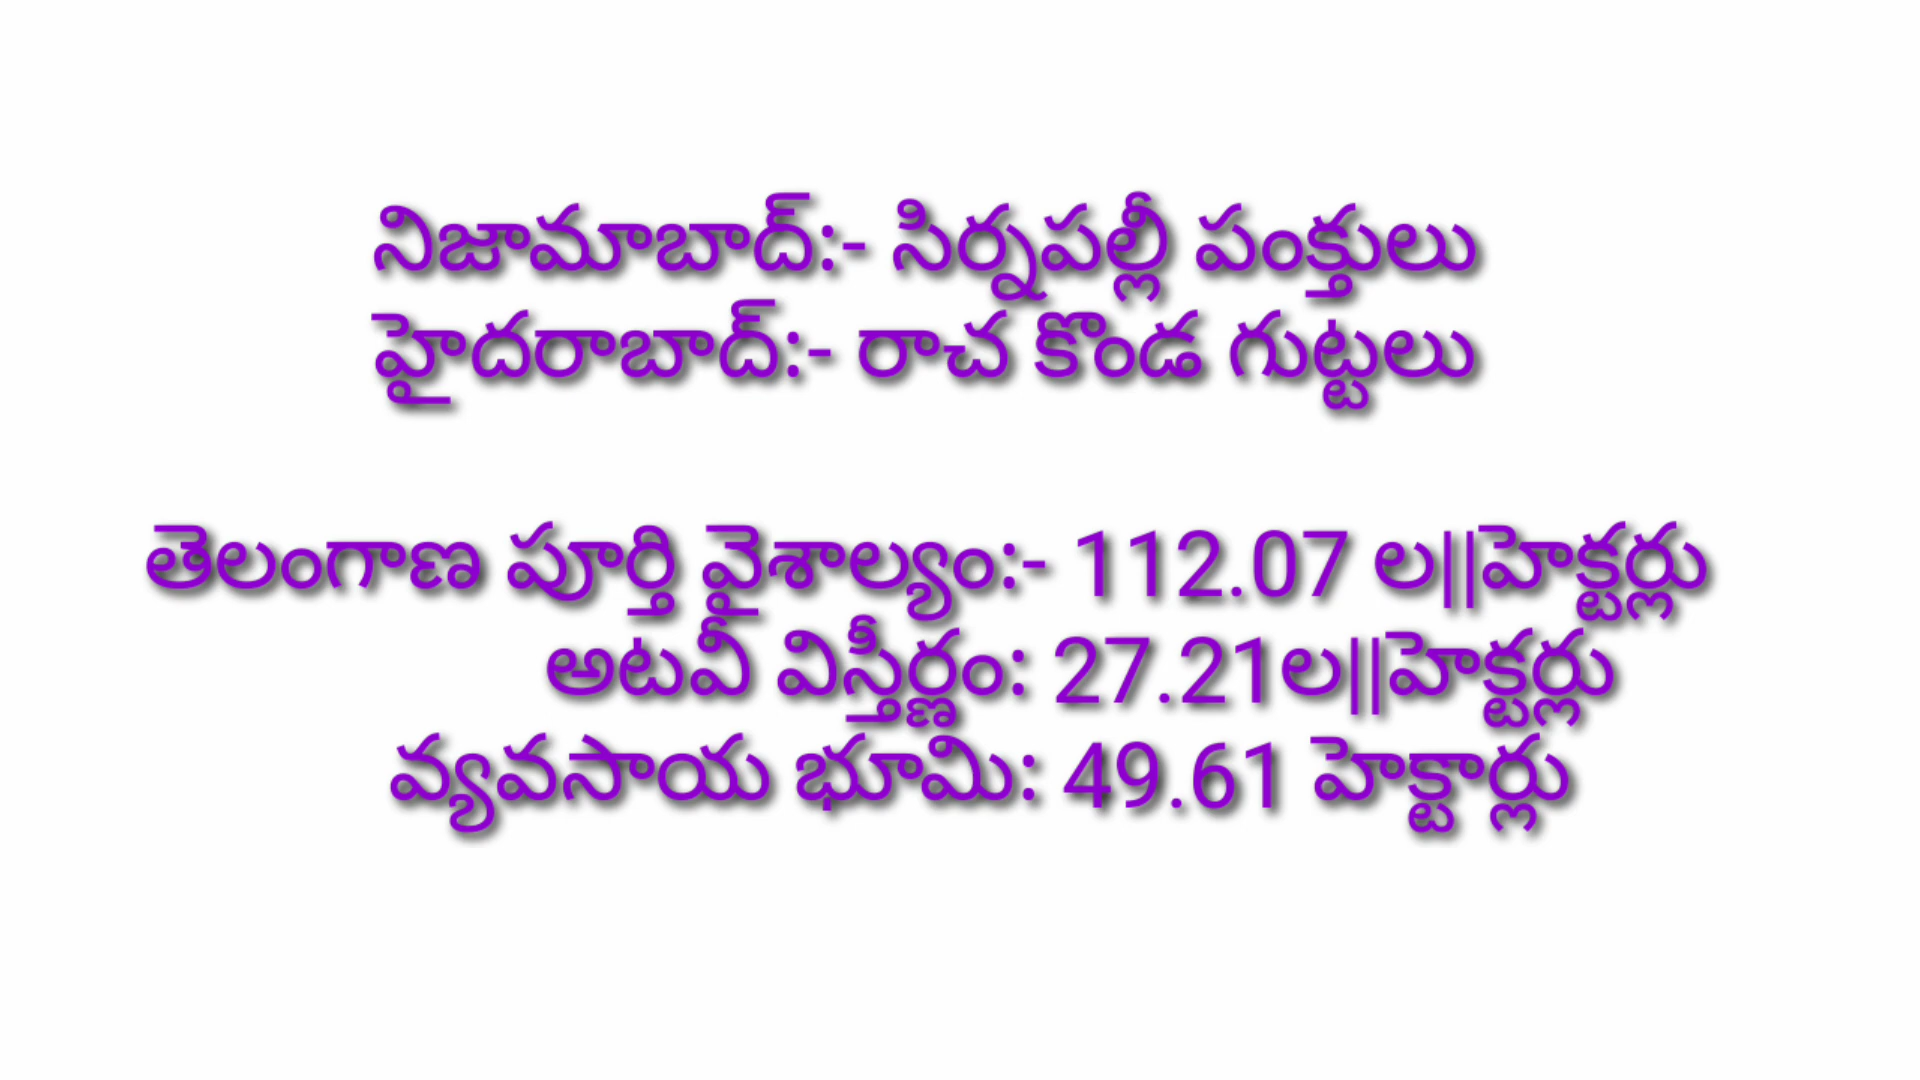 నిజామాబాద్:- సిర్నపల్లీ పంక్తులు
హైదరాబాద్:- రాచ కొండ గుట్టలు
తెలంగాణ పూర్తి వైశాల్యం:- 112.07 ల||హెక్టర్లు
అటవీ విస్తీర్ణం: 27.21ల||హెక్టర్లు
వ్యవసాయ భూమి: 49.61 హెక్టార్లు